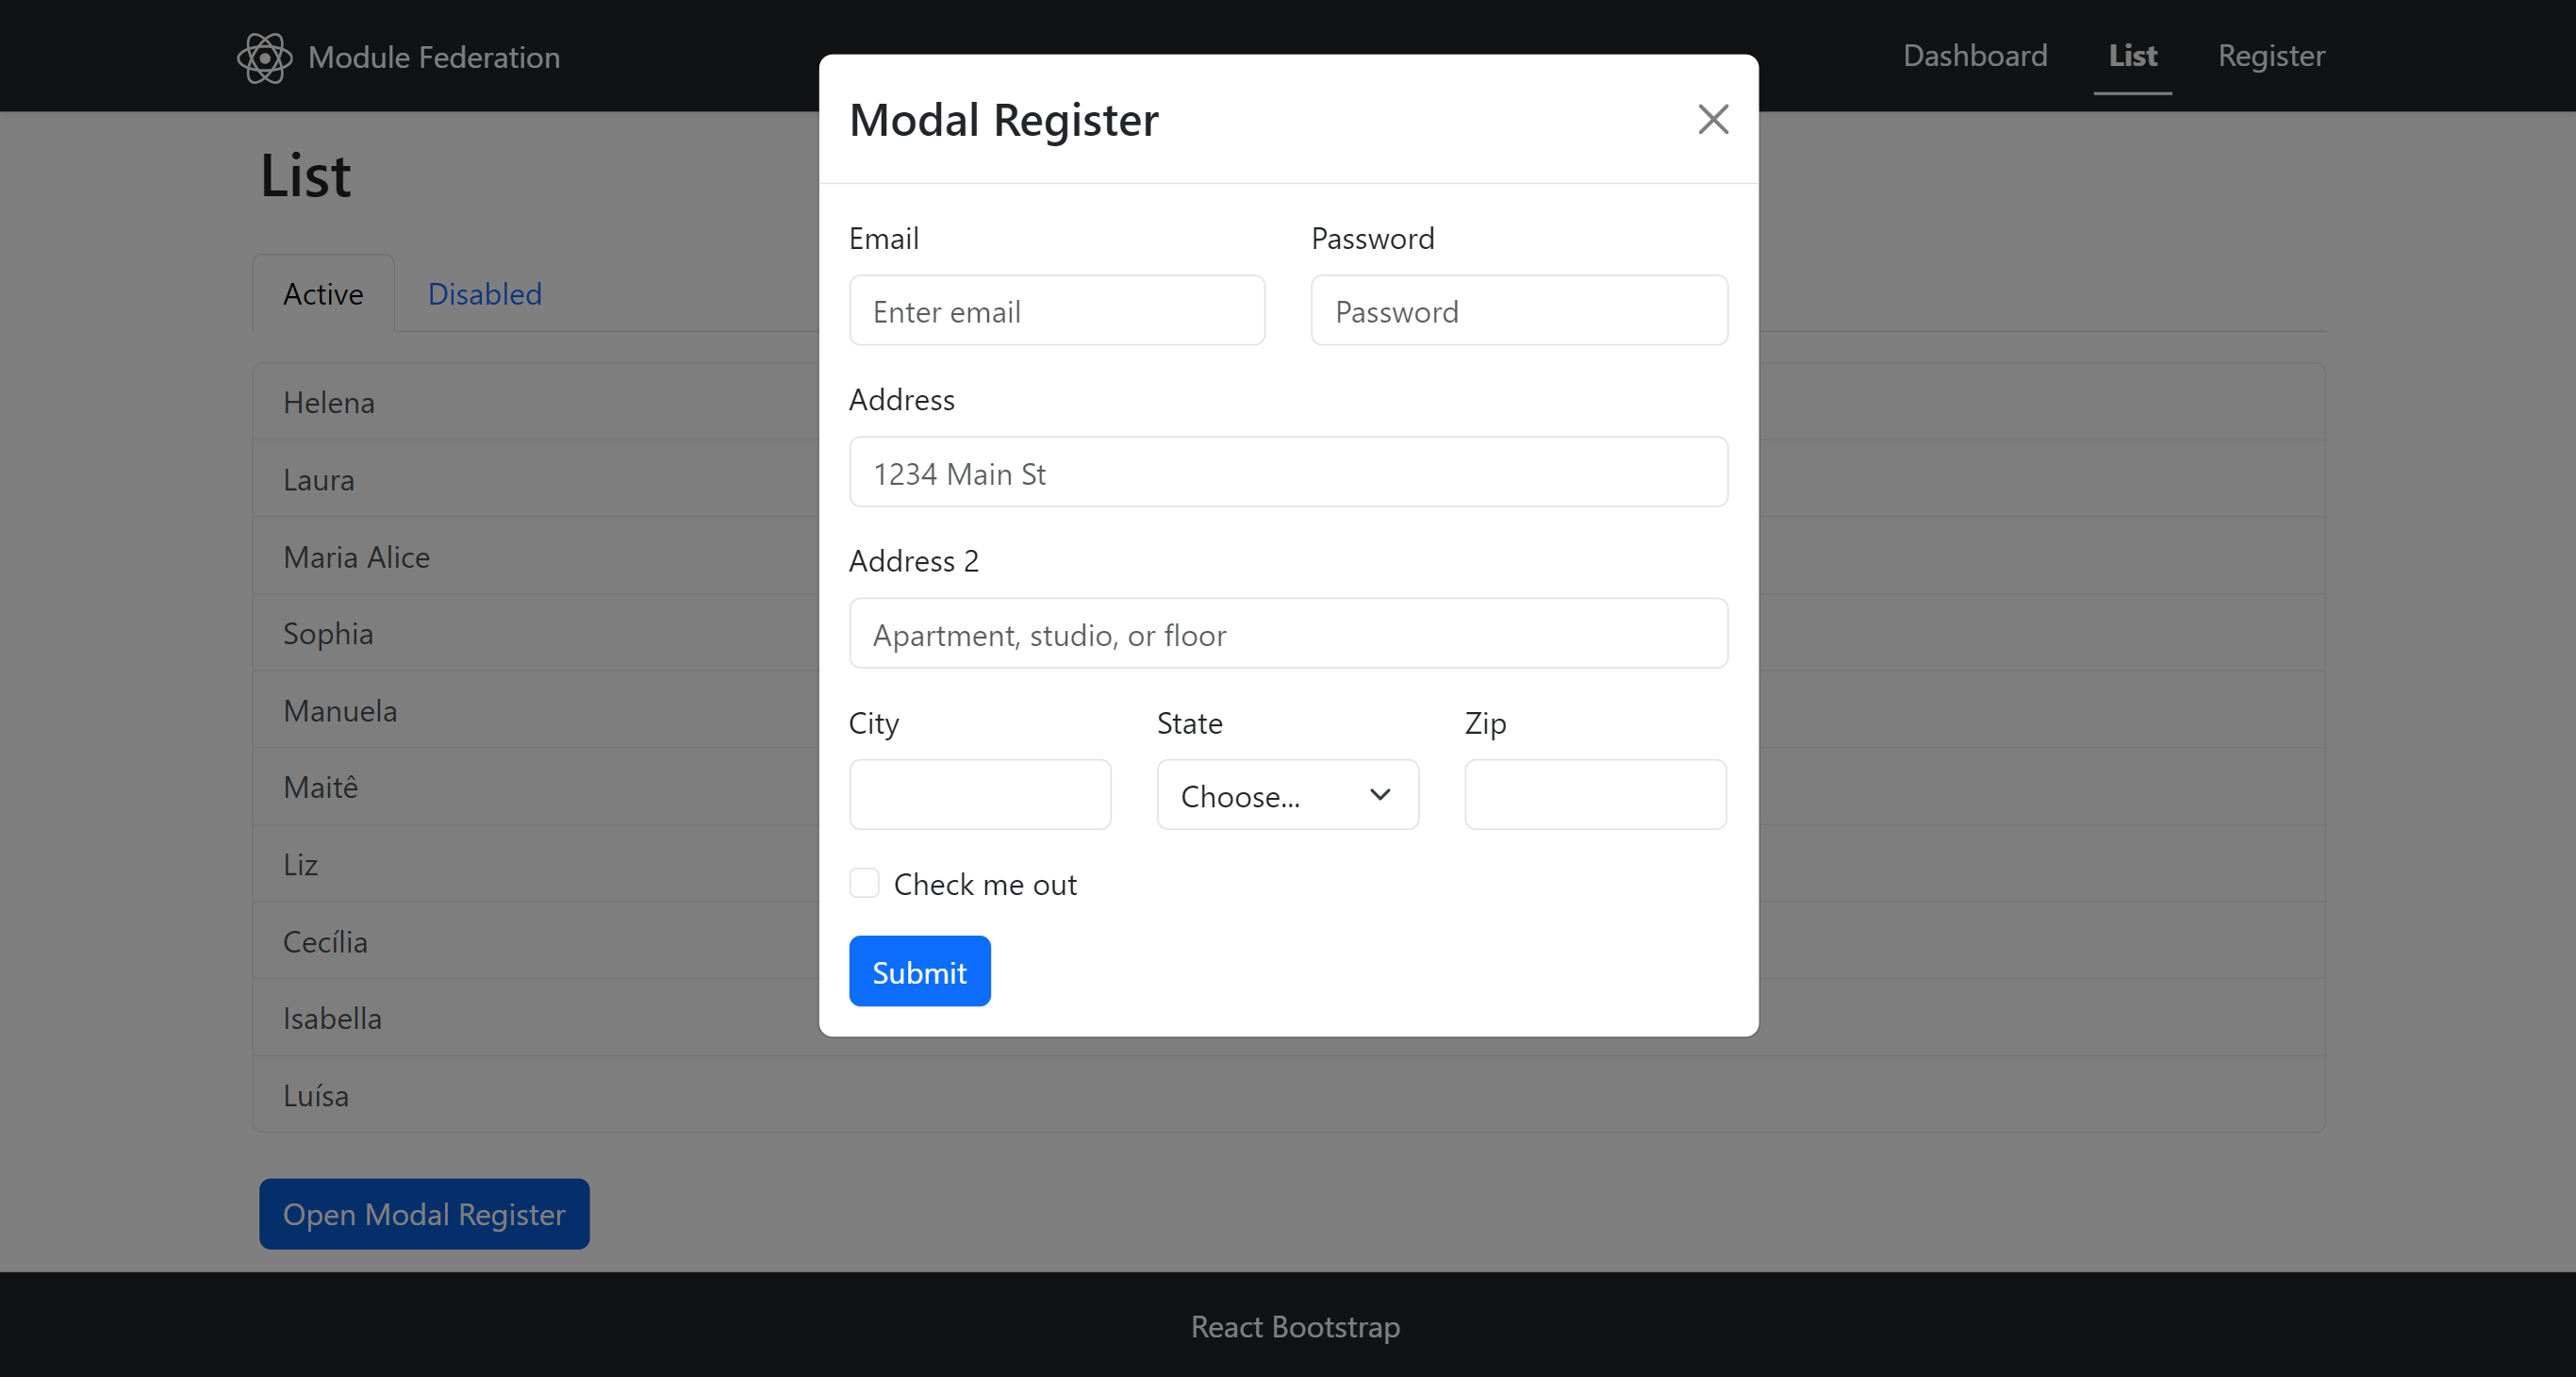 Module Federation
Dashboard List Register
List
Active Disabled
Helena
Laura
Maria Alice
Sophia
Manuela
Maitê
Liz
Cecília
Isabella
Luísa
Open Modal Register
Modal Register
Email Password
Enter email Password
Address
1234 Main St
Address 2
Apartment, studio, or floor
City State Zip
Choose...
Check me out
Submit
React Bootstrap